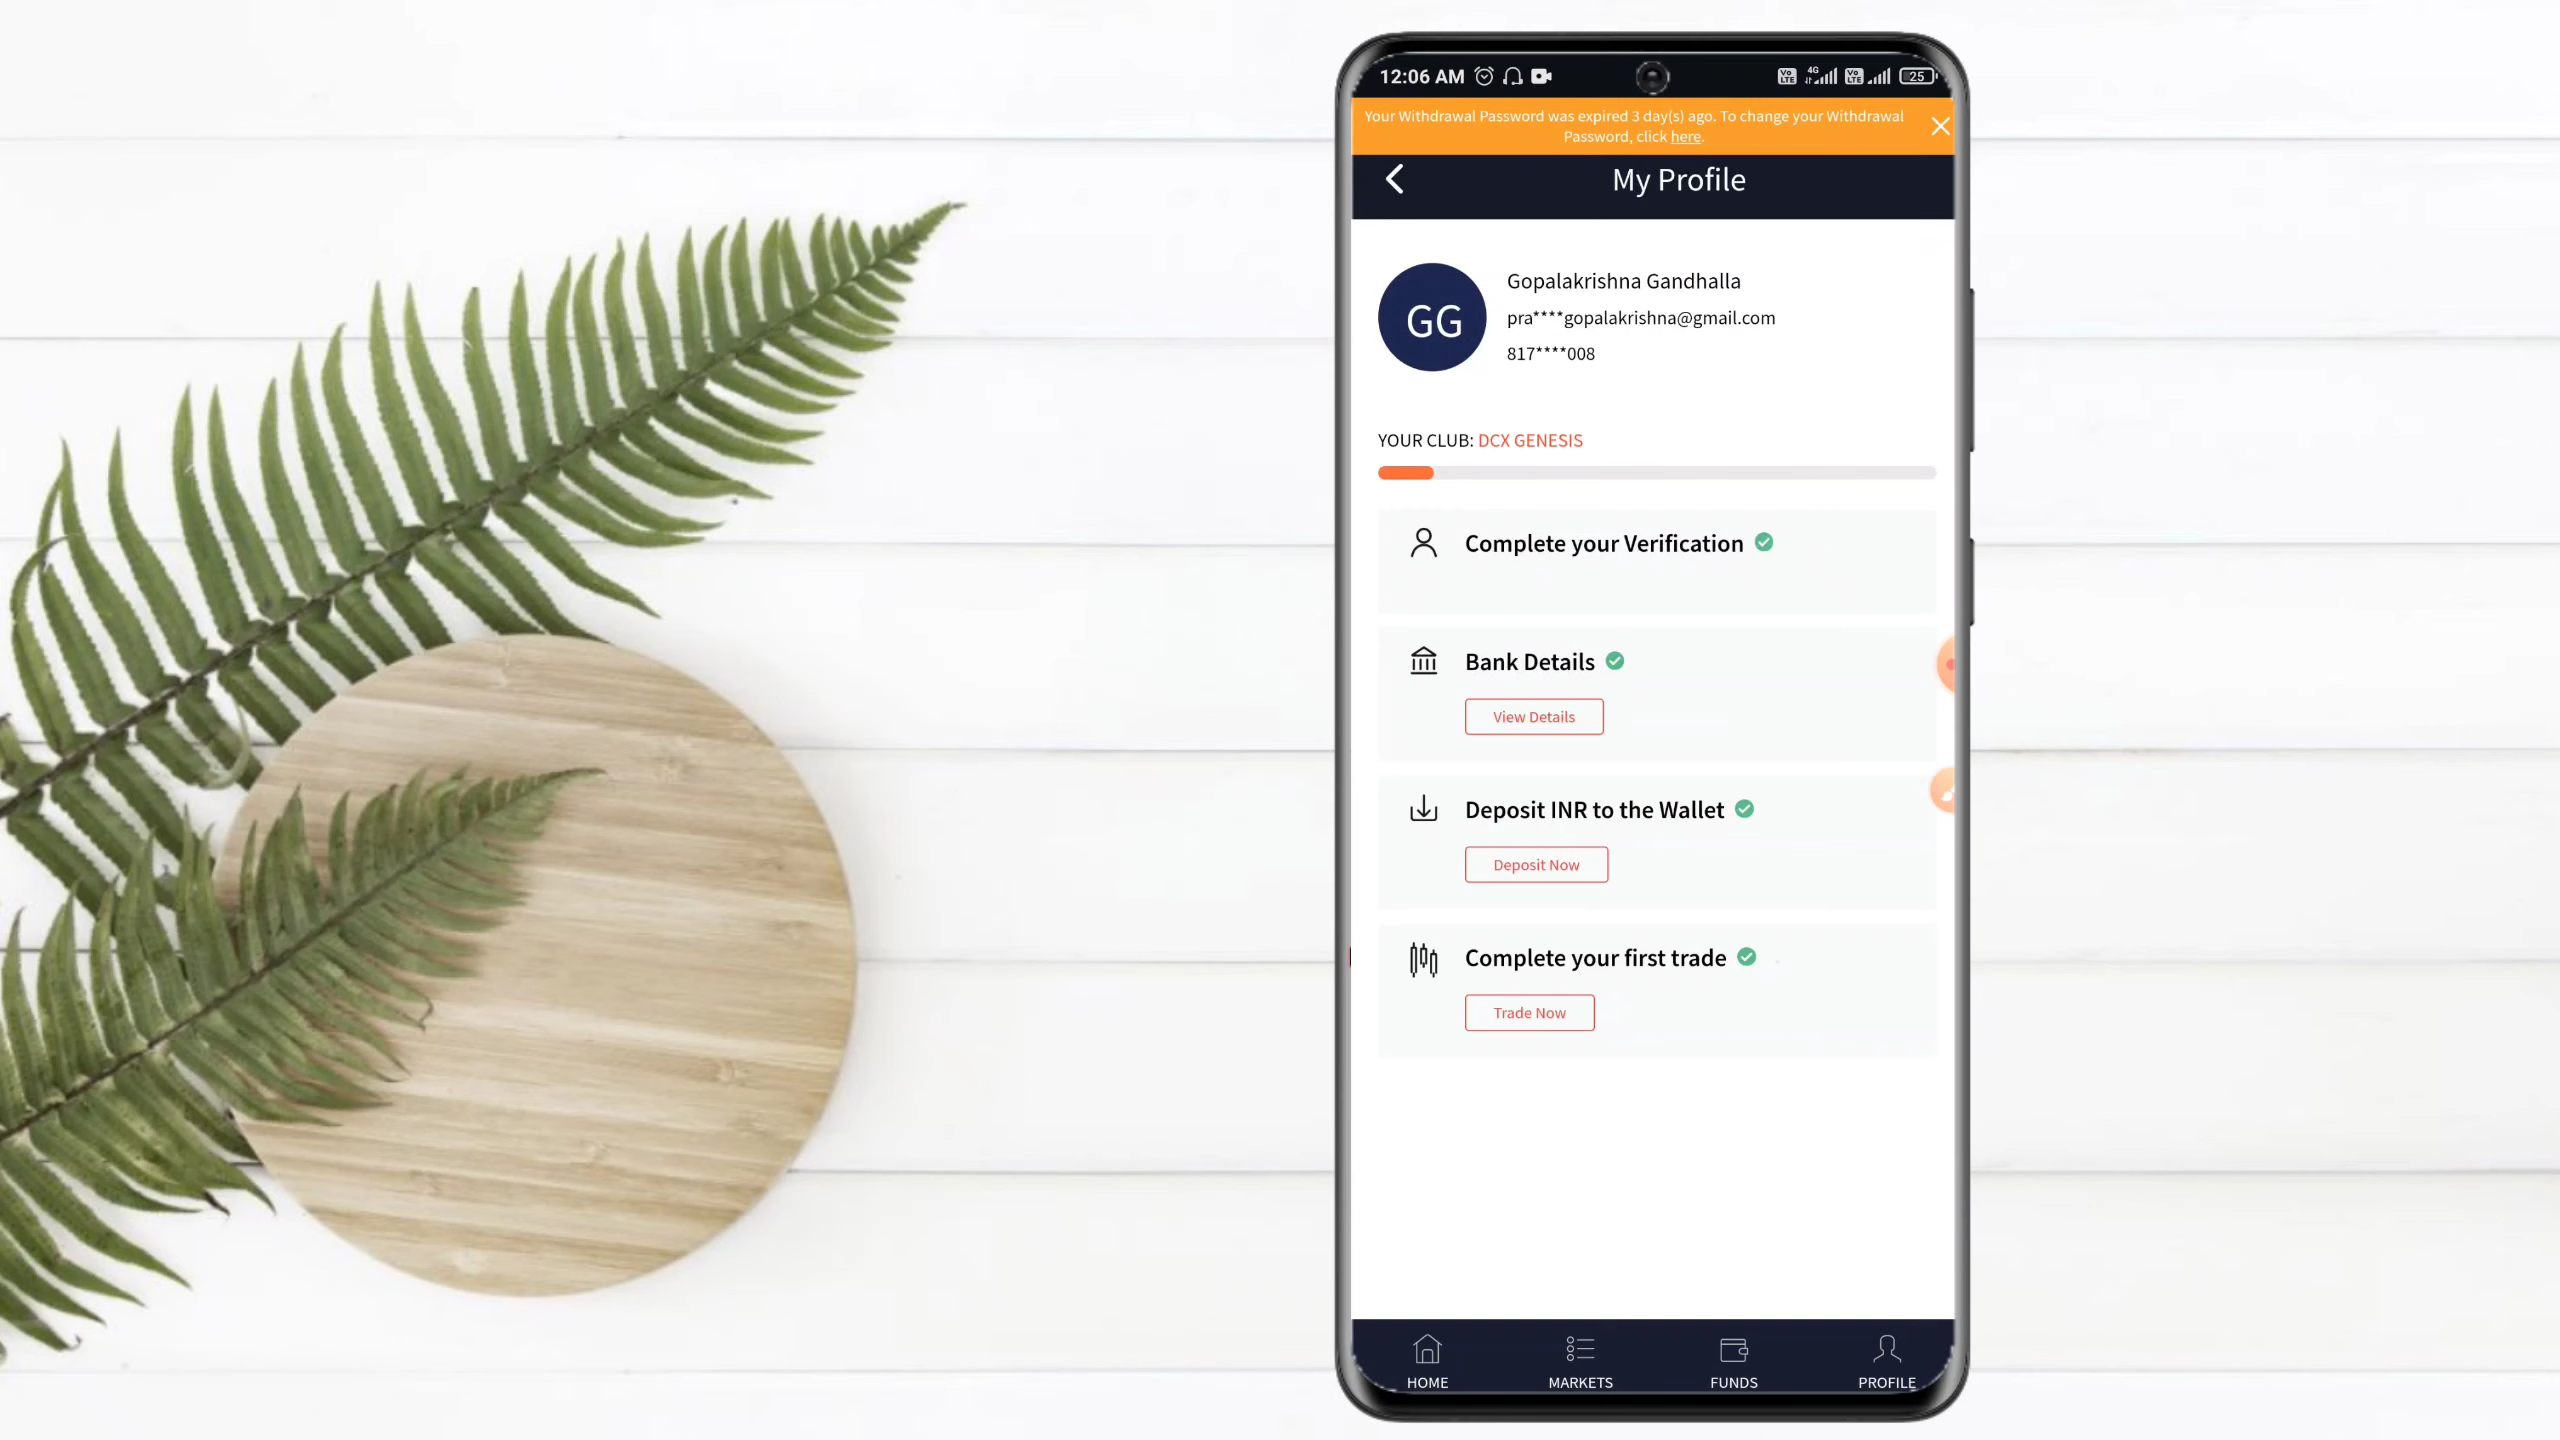 12:06 AM
4G
25
Your Withdrawal Password was expired 3 day(s) ago. To change your Withdrawal
Password, click here.
My Profile
GG
Gopalakrishna Gandhalla
pra****gopalakrishna@gmail.com
817****008
YOUR CLUB: DCX GENESIS
Complete your Verification
Bank Details
View Details
Deposit INR to the Wallet
Deposit Now
Complete your first trade
Trade Now
HOME
MARKETS
FUNDS
PROFILE